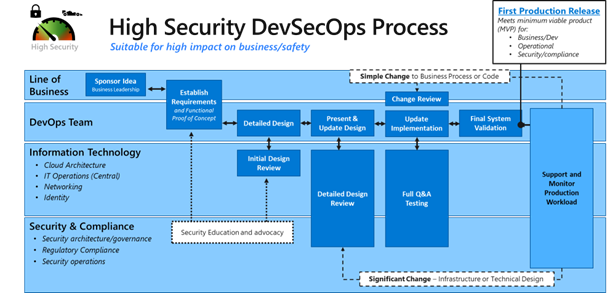 High Security
High Security DevSecOps Process
Suitable for high impact on business/safety
First Production Release
Meets minimum viable product
(MVP) for:
• Business/Dev
• Operational
• Security/compliance
Line of
Business
Sponsor Idea
Business Leadership
Establish
Requirements
and Functional
Proof of Concept
Simple Change to Business Process or Code
Change Review
DevOps Team
Detailed Design
Present &
Update Design
Update
Implementation
Final System
Validation
Information Technology
• Cloud Architecture
• IT Operations (Central)
• Networking
• Identity
Initial Design
Review
Detailed Design
Review
Full Q&A
Testing
Support and
Monitor
Production
Workload
Security & Compliance
• Security architecture/governance
• Regulatory Compliance
• Security operations
Security Education and advocacy
Significant Change – Infrastructure or Technical Design